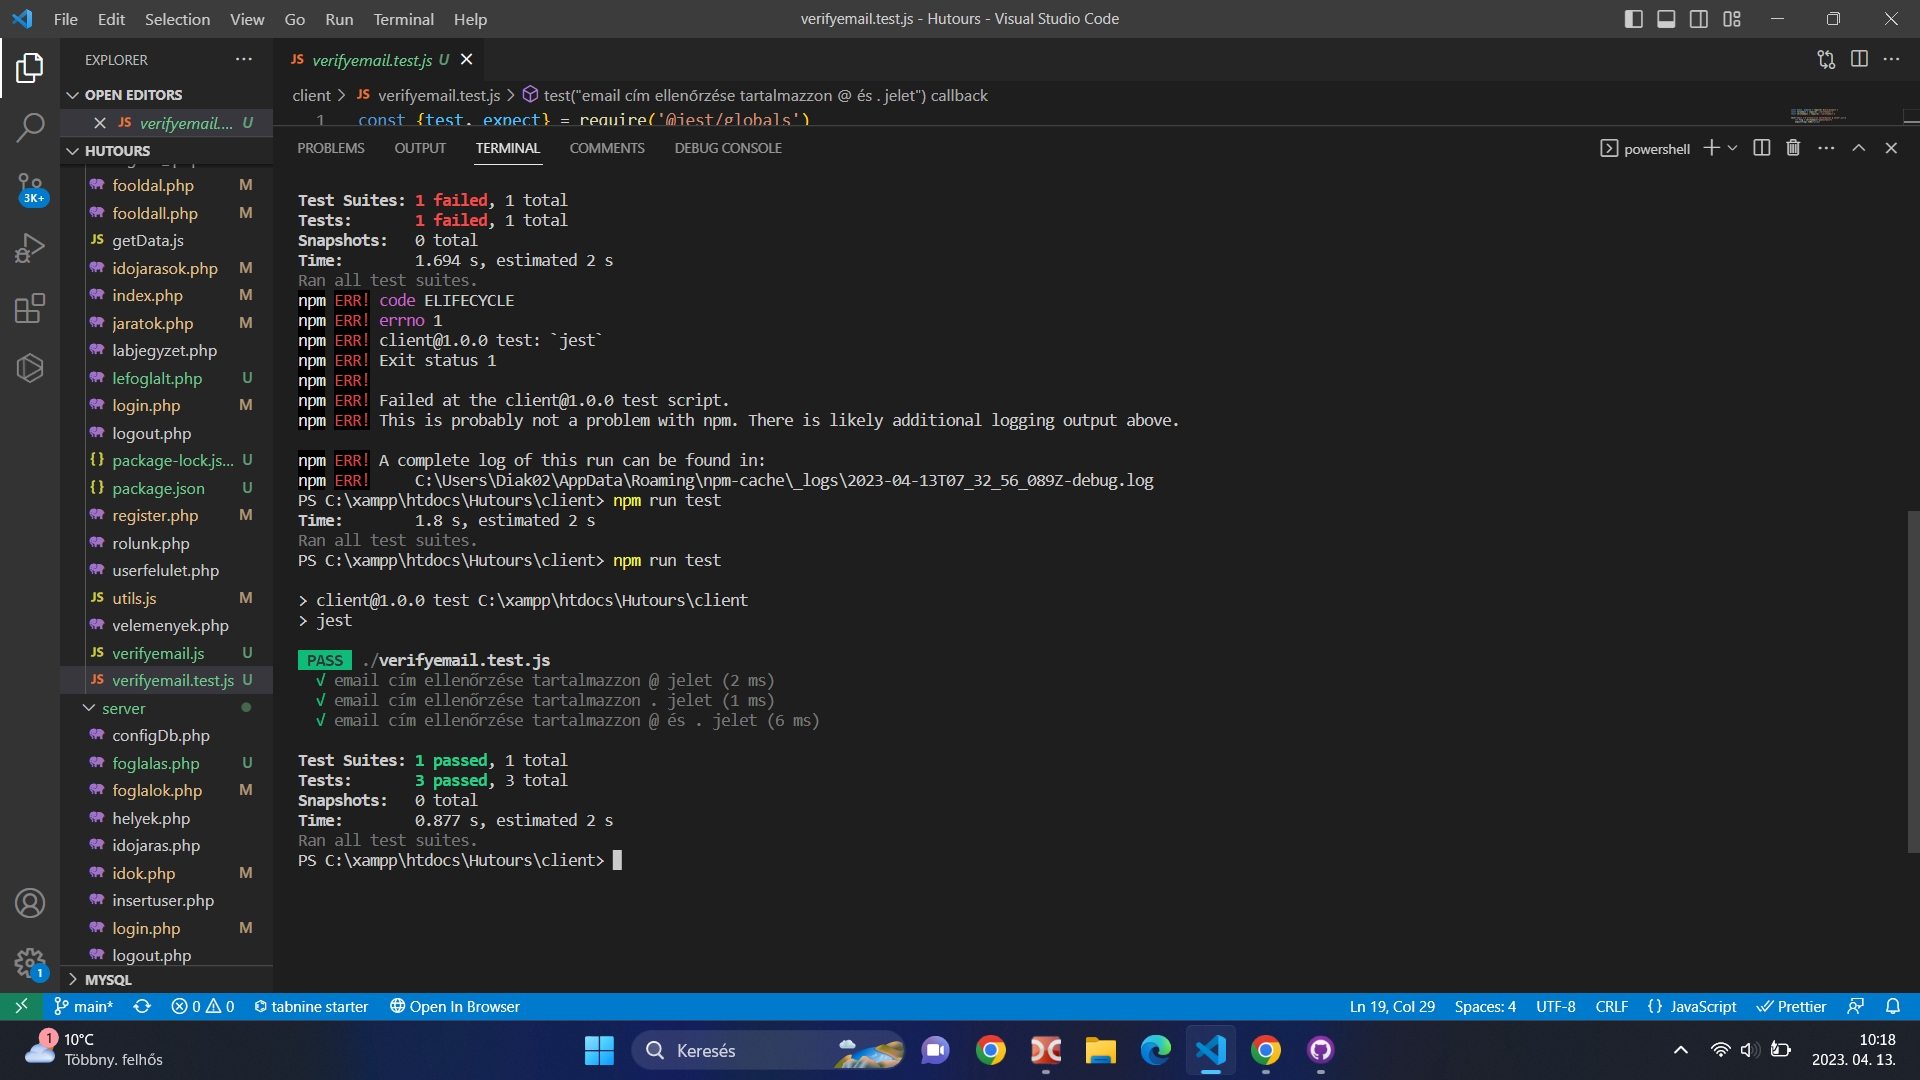 File Edit Selection View Go Run Terminal Help
verifyemail.test.js - Hutours - Visual Studio Code
EXPLORER
OPEN EDITORS
JS verifyemail.... U
HUTOURS
fooldal.php M
fooldall.php M
JS getData.js
idojarasok.php M
index.php M
jaratok.php M
labjegyzet.php
lefoglalt.php U
login.php M
logout.php
{} package-lock.js... U
{} package.json U
register.php M
rolunk.php
userfelulet.php
JS utils.js M
velemenyek.php
JS verifyemail.js U
JS verifyemail.test.js U
server
configDb.php
foglalas.php U
foglalok.php M
helyek.php
idojaras.php
idok.php M
insertuser.php
login.php M
logout.php
MYSQL
3K+
1
JS verifyemail.test.js U
client > JS verifyemail.test.js > test("email cím ellenőrzése tartalmazzon @ és . jelet") callback
1 const {test, expect} = require('@jest/globals')
PROBLEMS OUTPUT TERMINAL COMMENTS DEBUG CONSOLE
powershell
Test Suites: 1 failed, 1 total
Tests: 1 failed, 1 total
Snapshots: 0 total
Time: 1.694 s, estimated 2 s
Ran all test suites.
npm ERR! code ELIFECYCLE
npm ERR! errno 1
npm ERR! client@1.0.0 test: `jest`
npm ERR! Exit status 1
npm ERR!
npm ERR! Failed at the client@1.0.0 test script.
npm ERR! This is probably not a problem with npm. There is likely additional logging output above.
npm ERR! A complete log of this run can be found in:
npm ERR! C:\Users\Diak02\AppData\Roaming\npm-cache\_logs\2023-04-13T07_32_56_089Z-debug.log
PS C:\xampp\htdocs\Hutours\client> npm run test
Time: 1.8 s, estimated 2 s
Ran all test suites.
PS C:\xampp\htdocs\Hutours\client> npm run test
> client@1.0.0 test C:\xampp\htdocs\Hutours\client
> jest
PASS ./verifyemail.test.js
√ email cím ellenőrzése tartalmazzon @ jelet (2 ms)
√ email cím ellenőrzése tartalmazzon . jelet (1 ms)
√ email cím ellenőrzése tartalmazzon @ és . jelet (6 ms)
Test Suites: 1 passed, 1 total
Tests: 3 passed, 3 total
Snapshots: 0 total
Time: 0.877 s, estimated 2 s
Ran all test suites.
PS C:\xampp\htdocs\Hutours\client>
main* 0 0 tabnine starter Open In Browser
Ln 19, Col 29 Spaces: 4 UTF-8 CRLF {} JavaScript Prettier
1
10°C
Többny. felhős
Keresés
10:18
2023. 04. 13.